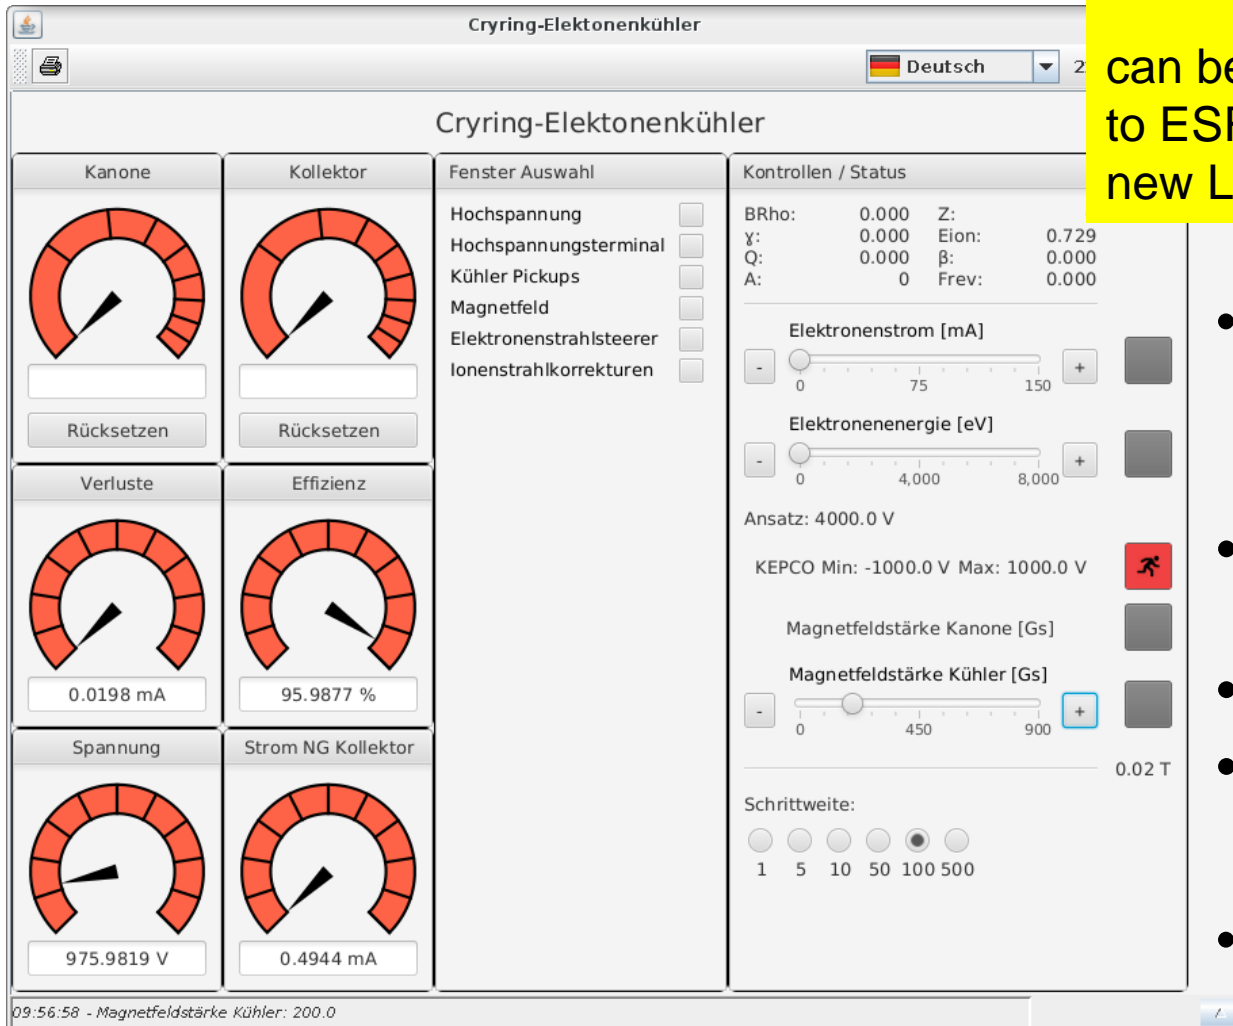 Cryring-Elektonenkühler
Deutsch
2
can be
to ESR
new L
Cryring-Elektonenkühler
Kanone
Rücksetzen
Kollektor
Rücksetzen
Verluste
0.0198 mA
Effizienz
95.9877 %
Spannung
975.9819 V
Strom NG Kollektor
0.4944 mA
Fenster Auswahl
Hochspannung
Hochspannungsterminal
Kühler Pickups
Magnetfeld
Elektronenstrahlsteerer
Ionenstrahlkorrekturen
Kontrollen / Status
BRho: 0.000 Z:
ɣ: 0.000 Eion: 0.729
Q: 0.000 β: 0.000
A: 0 Frev: 0.000
Elektronenstrom [mA]
- +
0 75 150
Elektronenenergie [eV]
- +
0 4,000 8,000
Ansatz: 4000.0 V
KEPCO Min: -1000.0 V Max: 1000.0 V
Magnetfeldstärke Kanone [Gs]
Magnetfeldstärke Kühler [Gs]
- +
0 450 900
0.02 T
Schrittweite:
1 5 10 50 100 500
09:56:58 - Magnetfeldstärke Kühler: 200.0